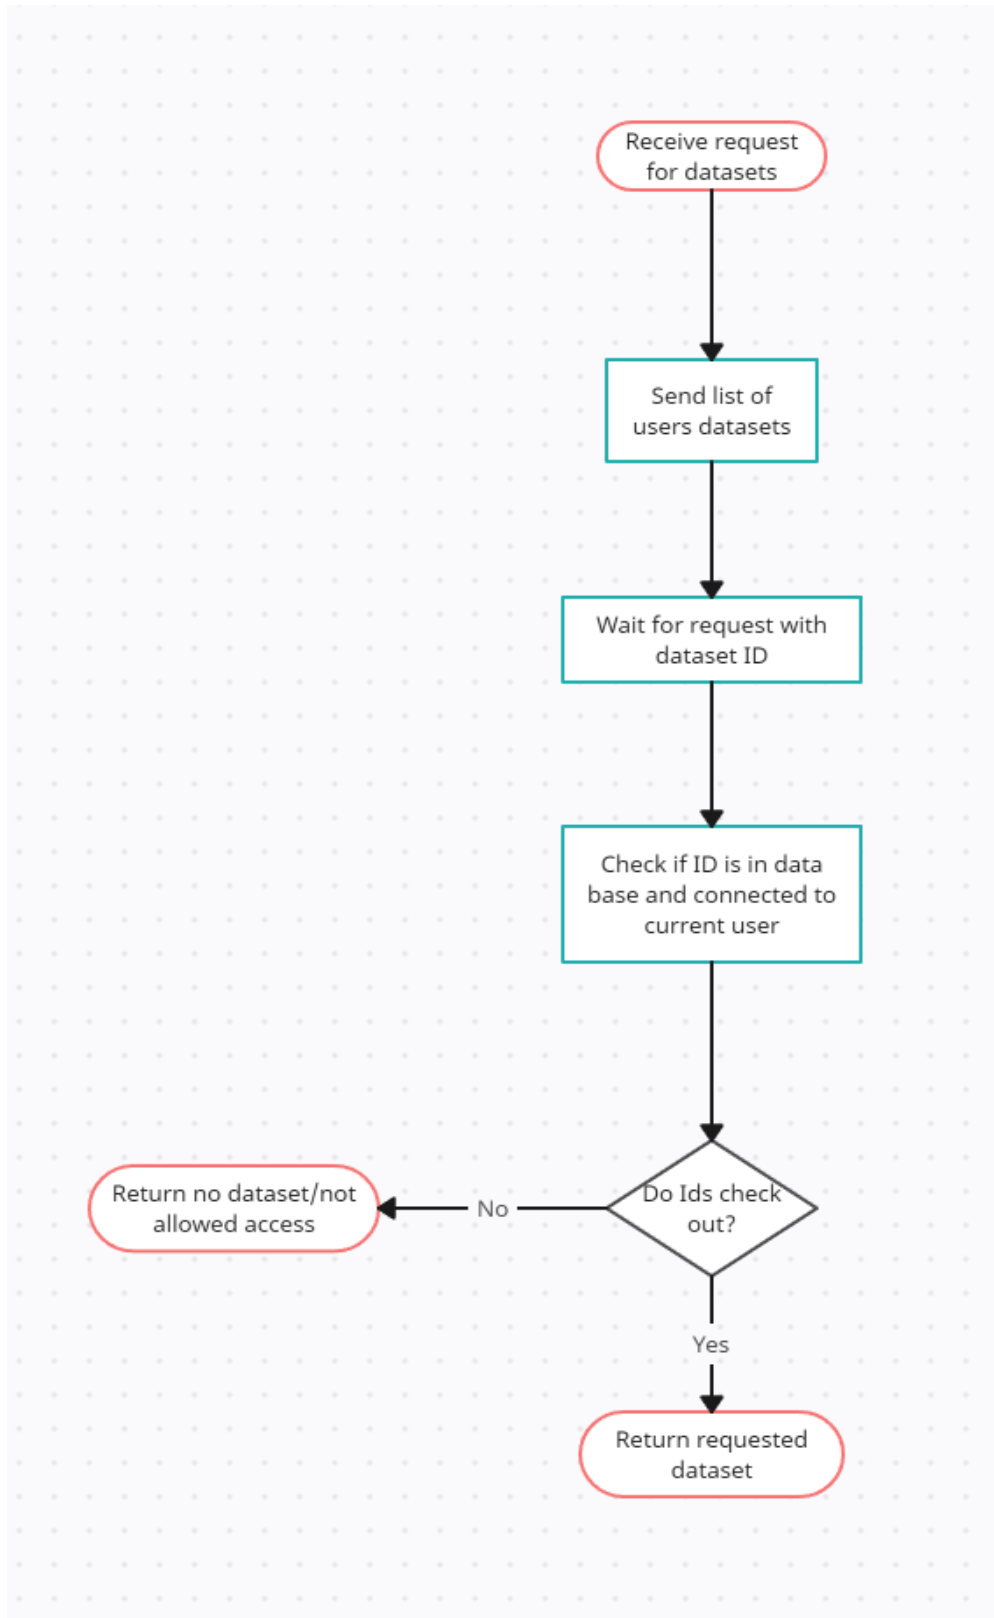 Receive request
for datasets
Send list of
users datasets
Wait for request with
dataset ID
Check if ID is in data
base and connected to
current user
Do Ids check
out?
No
Return no dataset/not
allowed access
Yes
Return requested
dataset